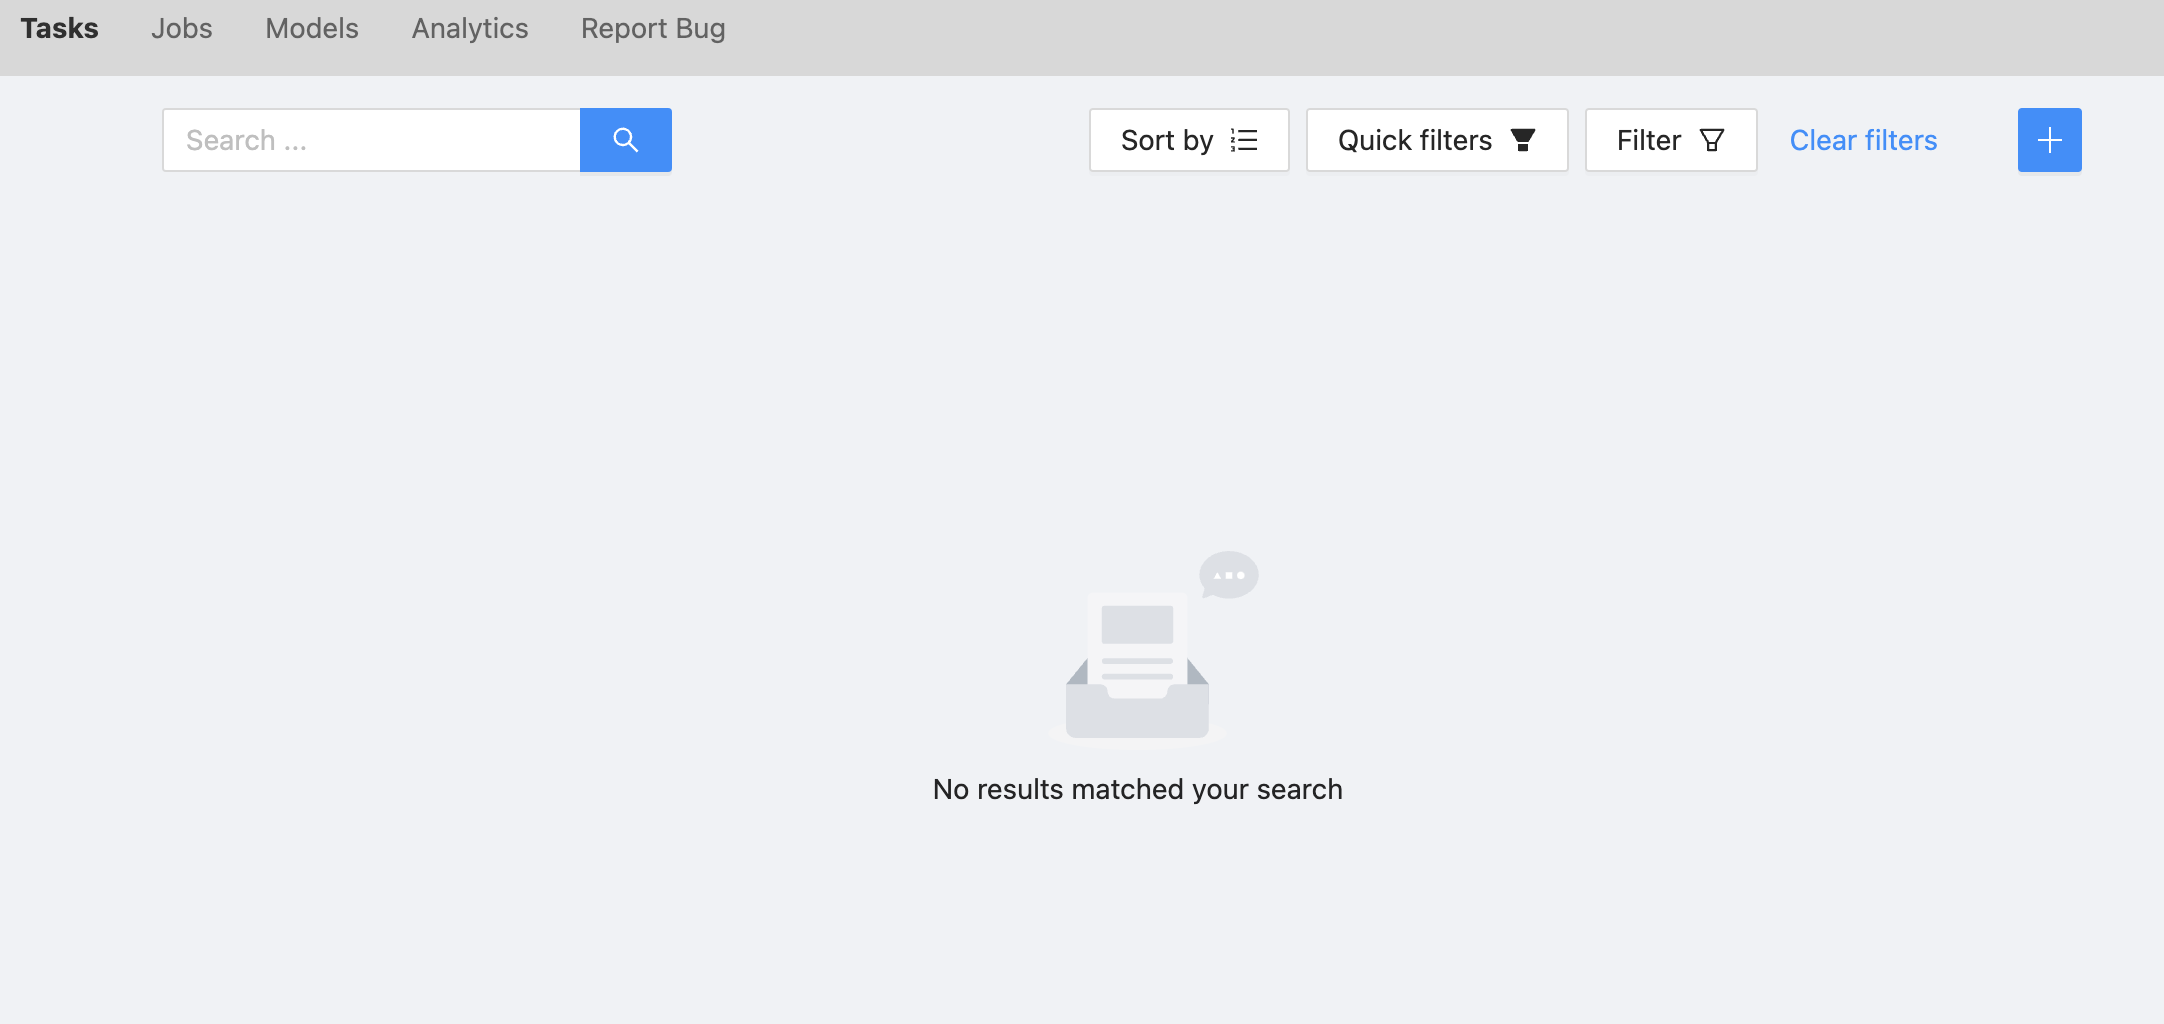 Tasks Jobs Models Analytics Report Bug
Search ... Sort by Quick filters Filter Clear filters
No results matched your search